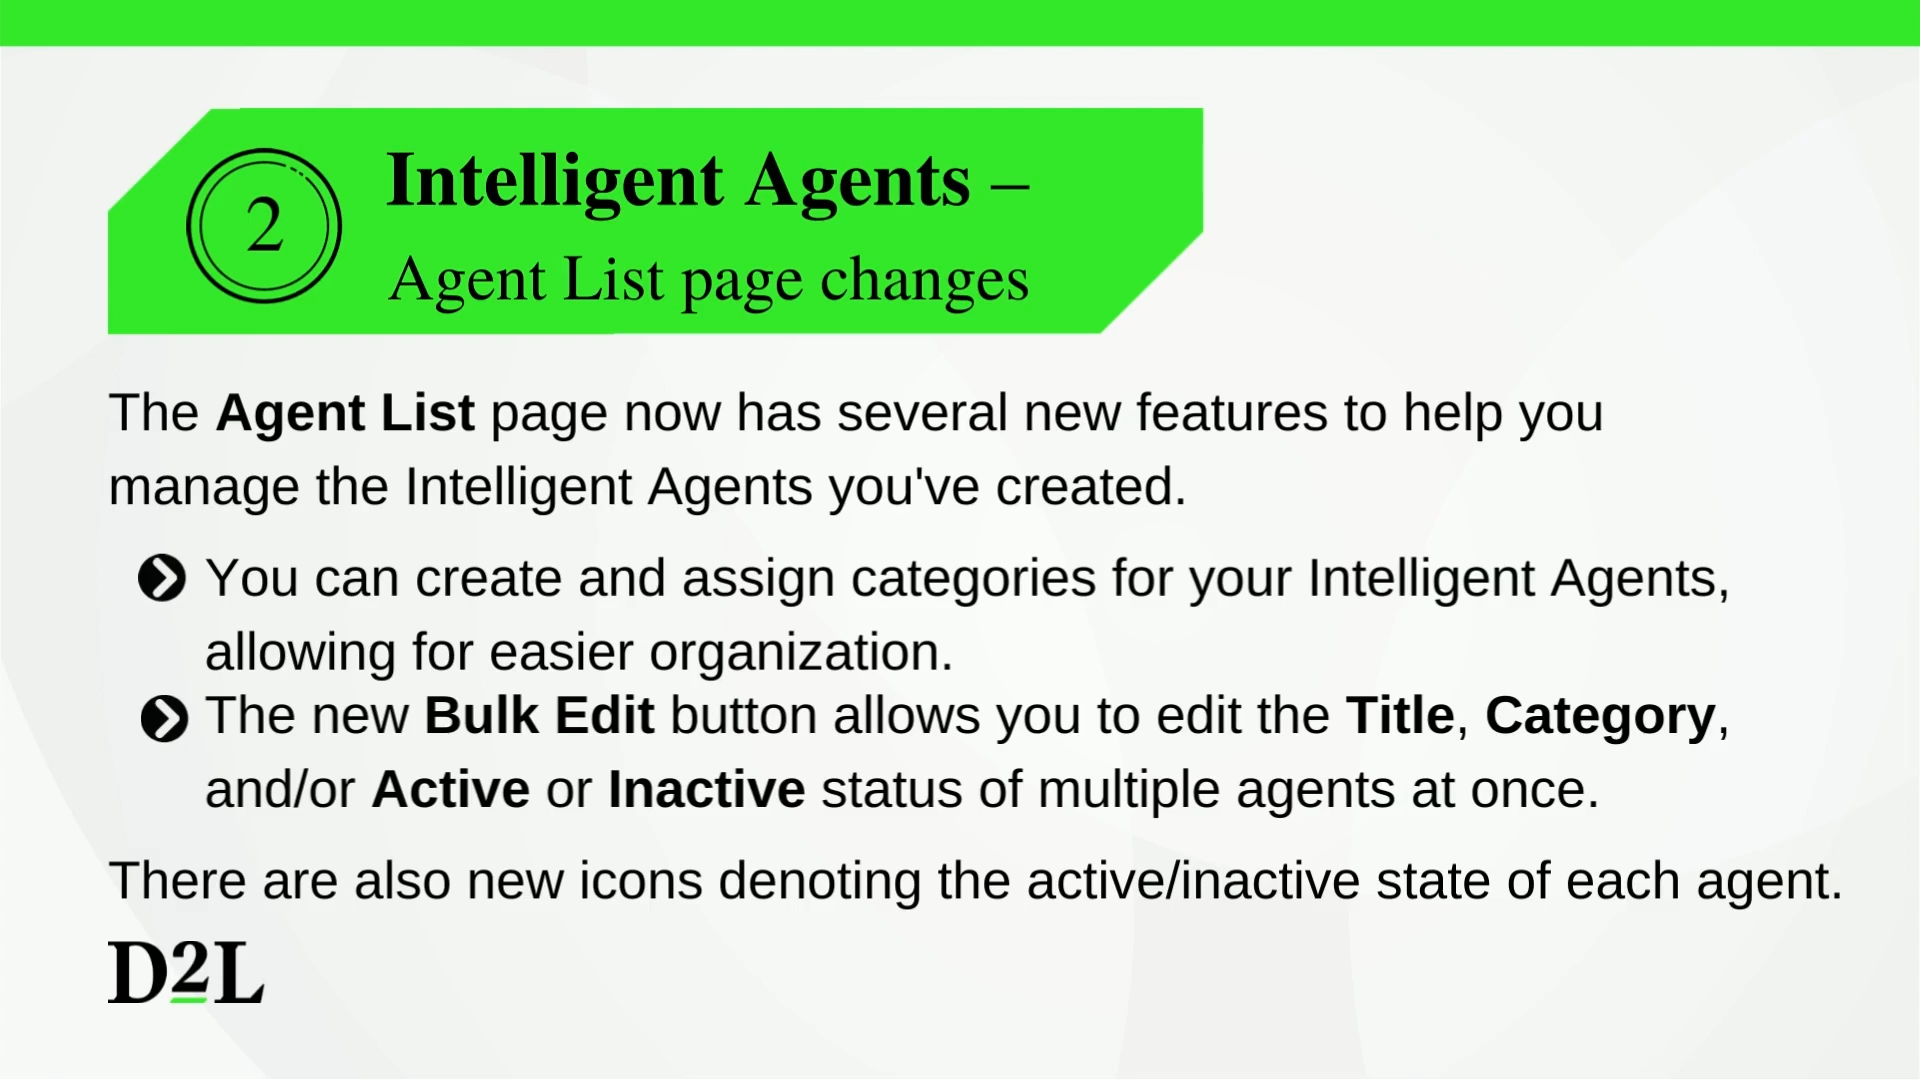 2
Intelligent Agents –
Agent List page changes
The Agent List page now has several new features to help you
manage the Intelligent Agents you've created.
You can create and assign categories for your Intelligent Agents,
allowing for easier organization.
The new Bulk Edit button allows you to edit the Title, Category,
and/or Active or Inactive status of multiple agents at once.
There are also new icons denoting the active/inactive state of each agent.
D2L